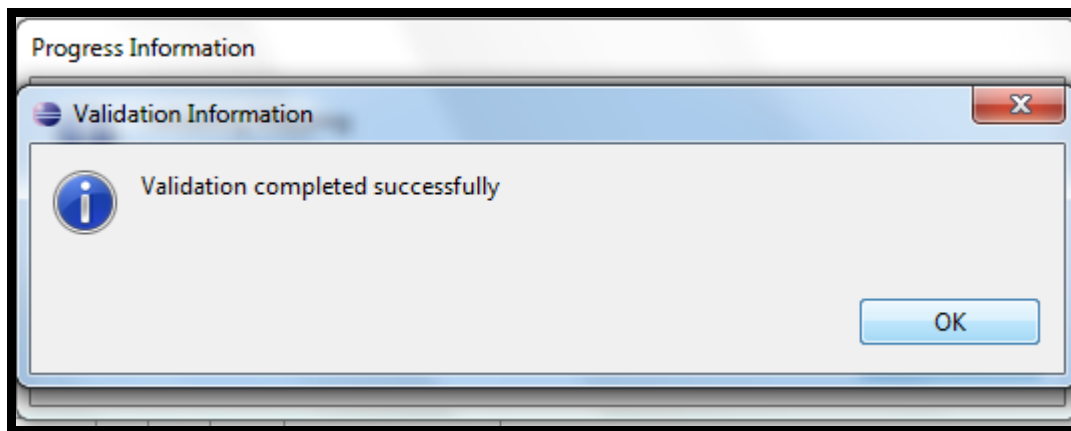 Progress Information
Validation Information
Validation completed successfully
OK